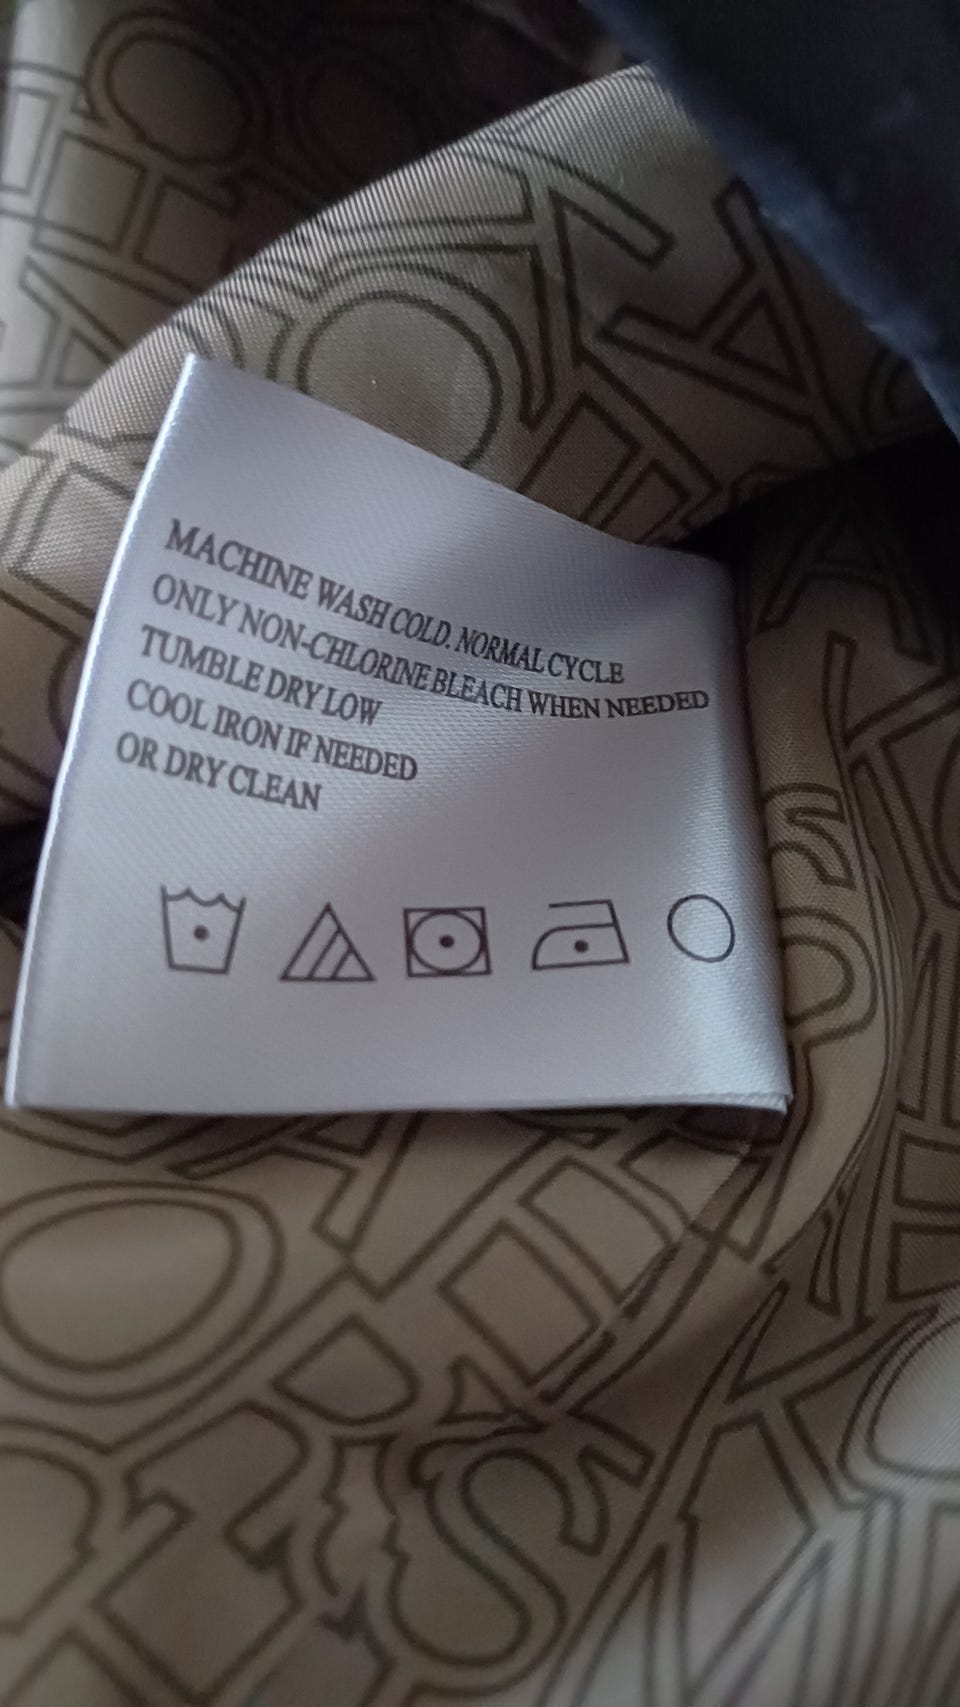 MACHINE WASH COLD. NORMAL CYCLE
ONLY NON-CHLORINE BLEACH WHEN NEEDED
TUMBLE DRY LOW
COOL IRON IF NEEDED
OR DRY CLEAN